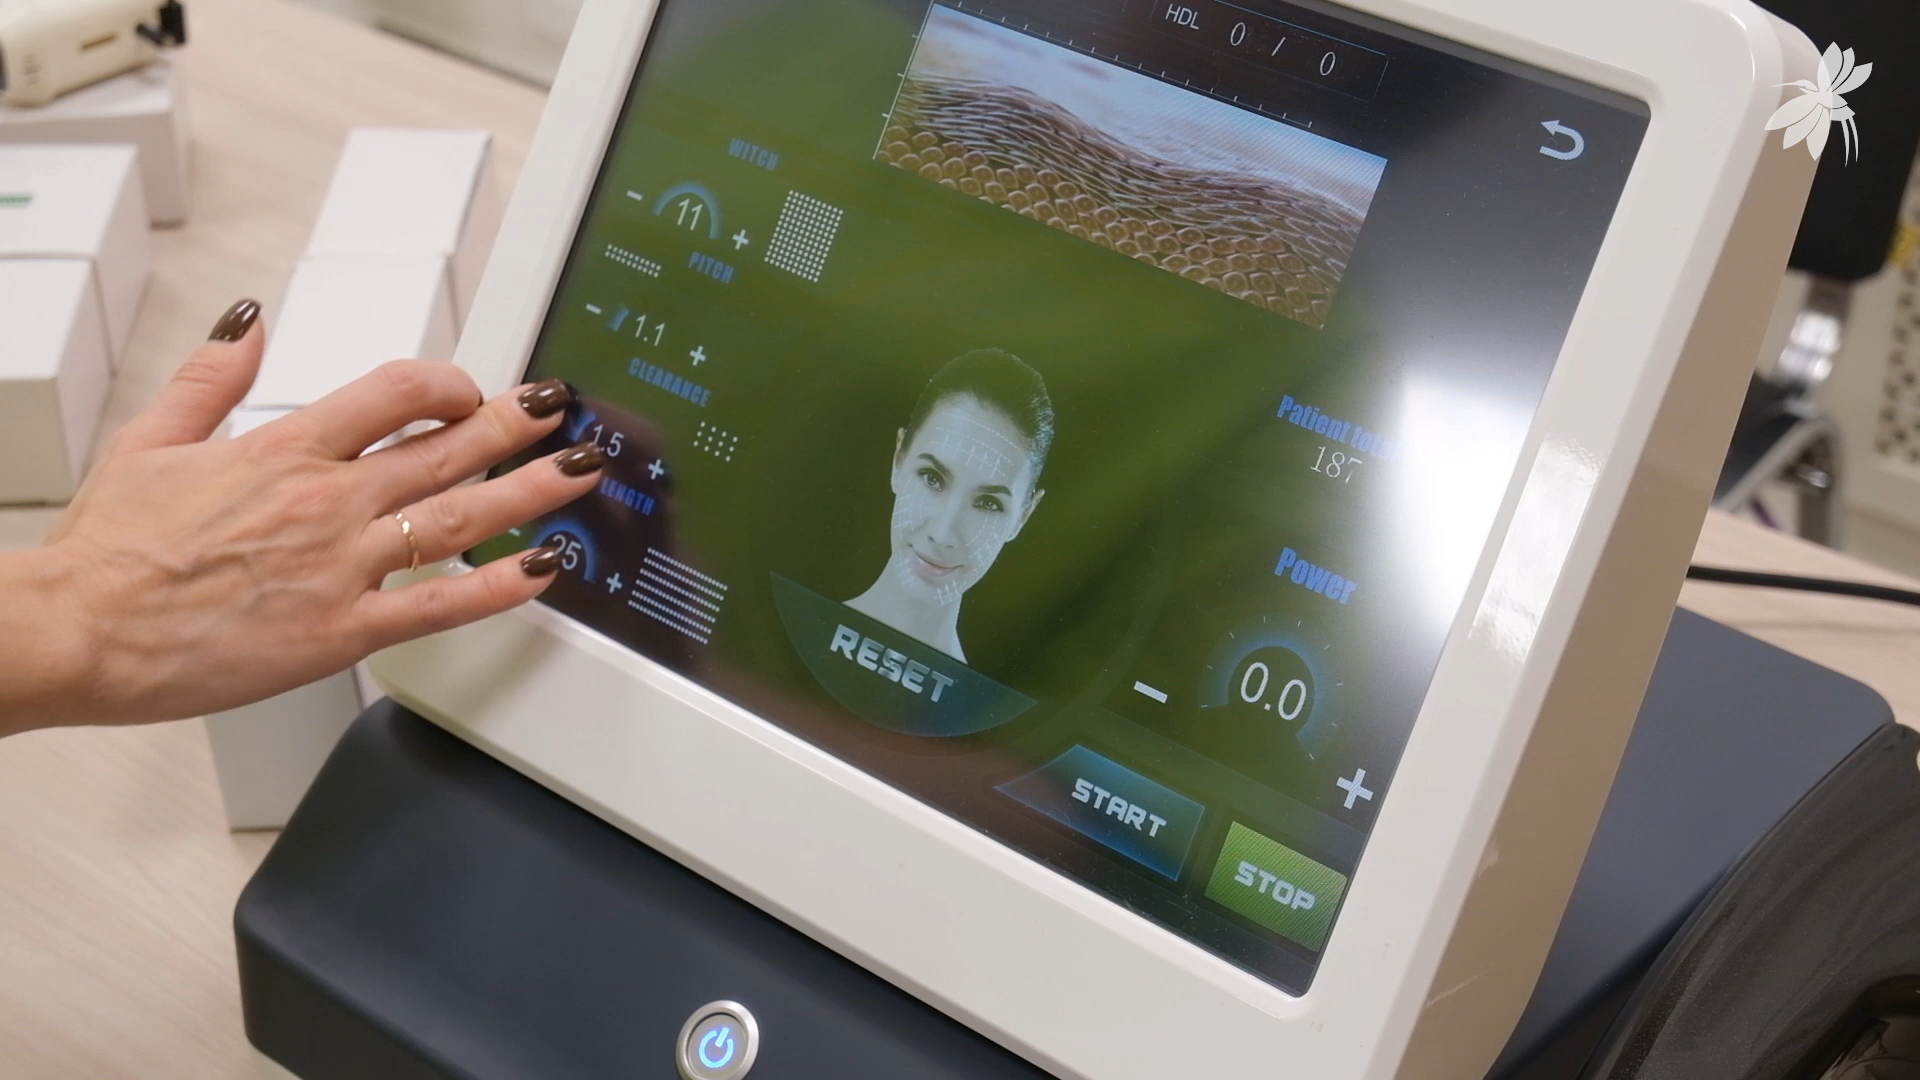 HDL 0 / 0
WITCH
- 11 +
PITCH
- 1.1 +
CLEARANCE
1.5 +
LENGTH
- 25 +
RESET
Patient
187
Power
- 0.0 +
START
STOP